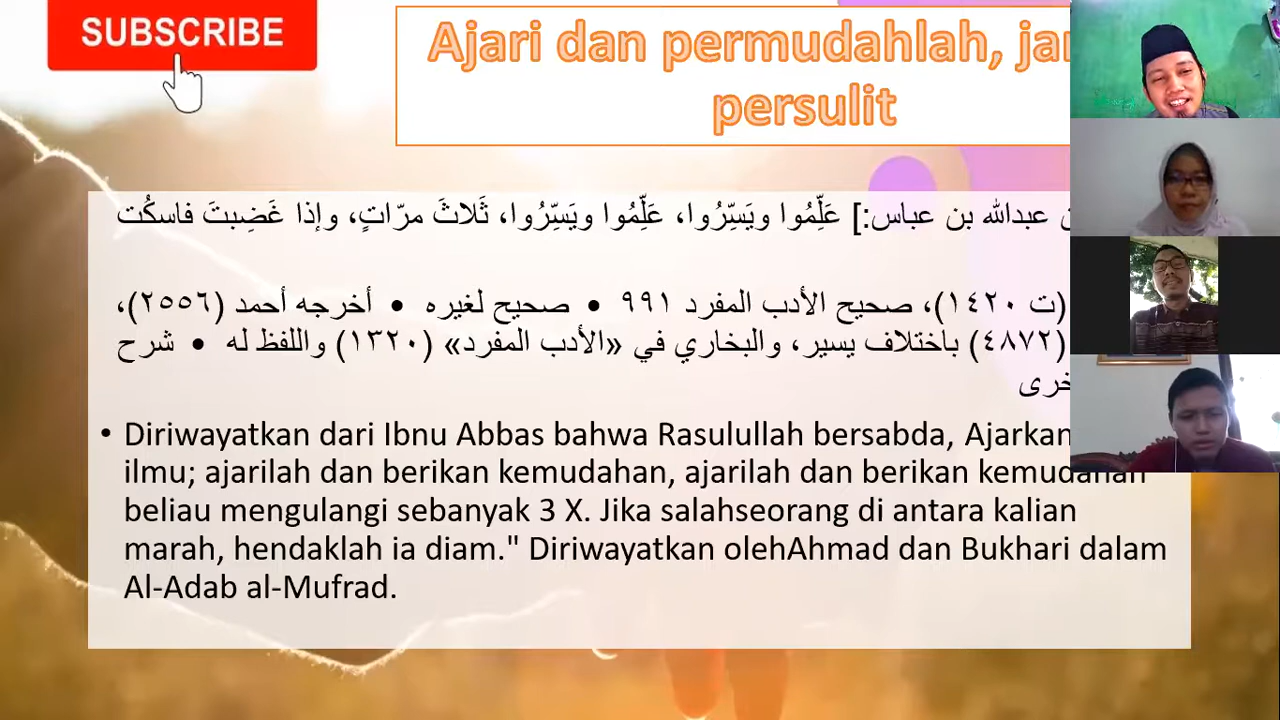 SUBSCRIBE
Ajari dan permudahlah,
persulit
عبدالله بن عباس:] عَلِّمُوا ويَسِّرُوا، عَلِّمُوا ويَسِّرُوا، ثَلاثَ مرّاتٍ، وإذا غَضِبتَ فاسكُت
(ت ١٤٢٠)، صحيح الأدب المفرد ٩٩١ • صحيح لغيره • أخرجه أحمد (٢٥٥٦)،
(٤٨٧٢) باختلاف يسير، والبخاري في «الأدب المفرد» (١٣٢٠) واللفظ له • شرح
• Diriwayatkan dari Ibnu Abbas bahwa Rasulullah bersabda, Ajarkan
ilmu; ajarilah dan berikan kemudahan, ajarilah dan berikan kemudahan
beliau mengulangi sebanyak 3 X. Jika salahseorang di antara kalian
marah, hendaklah ia diam." Diriwayatkan olehAhmad dan Bukhari dalam
Al-Adab al-Mufrad.